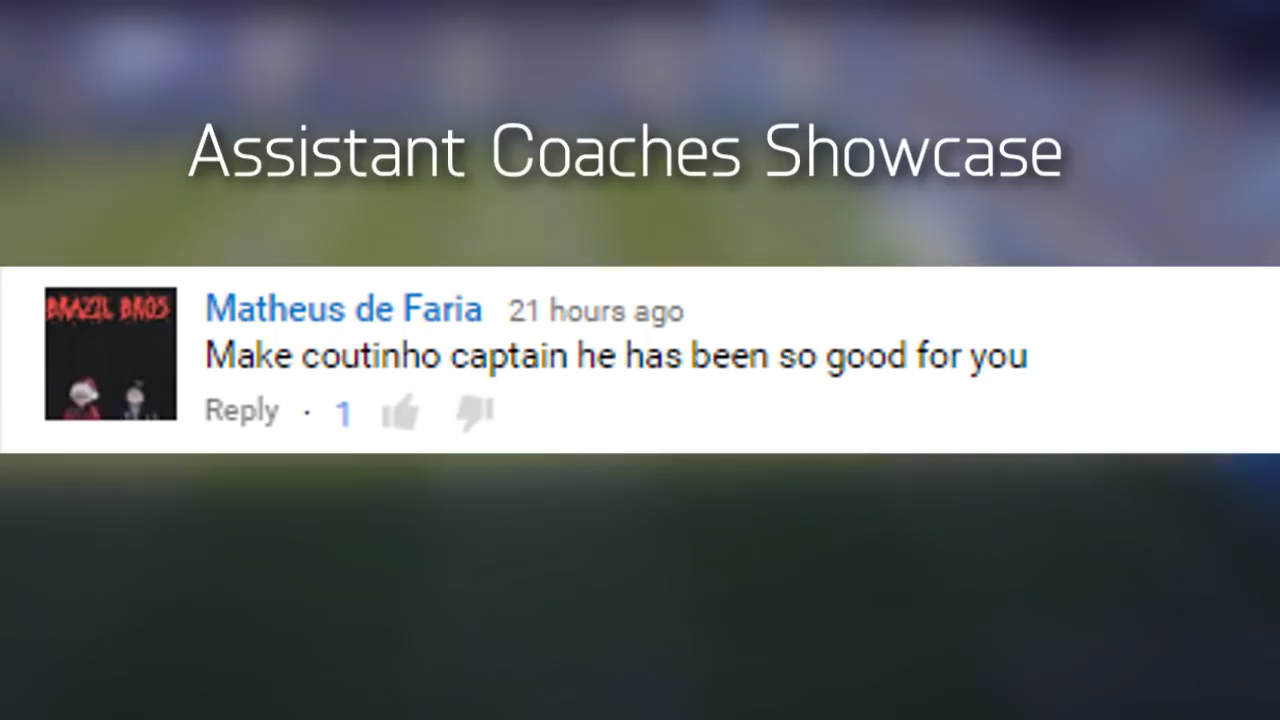 Assistant Coaches Showcase
BRAZIL BROS
Matheus de Faria 21 hours ago
Make coutinho captain he has been so good for you
Reply · 1